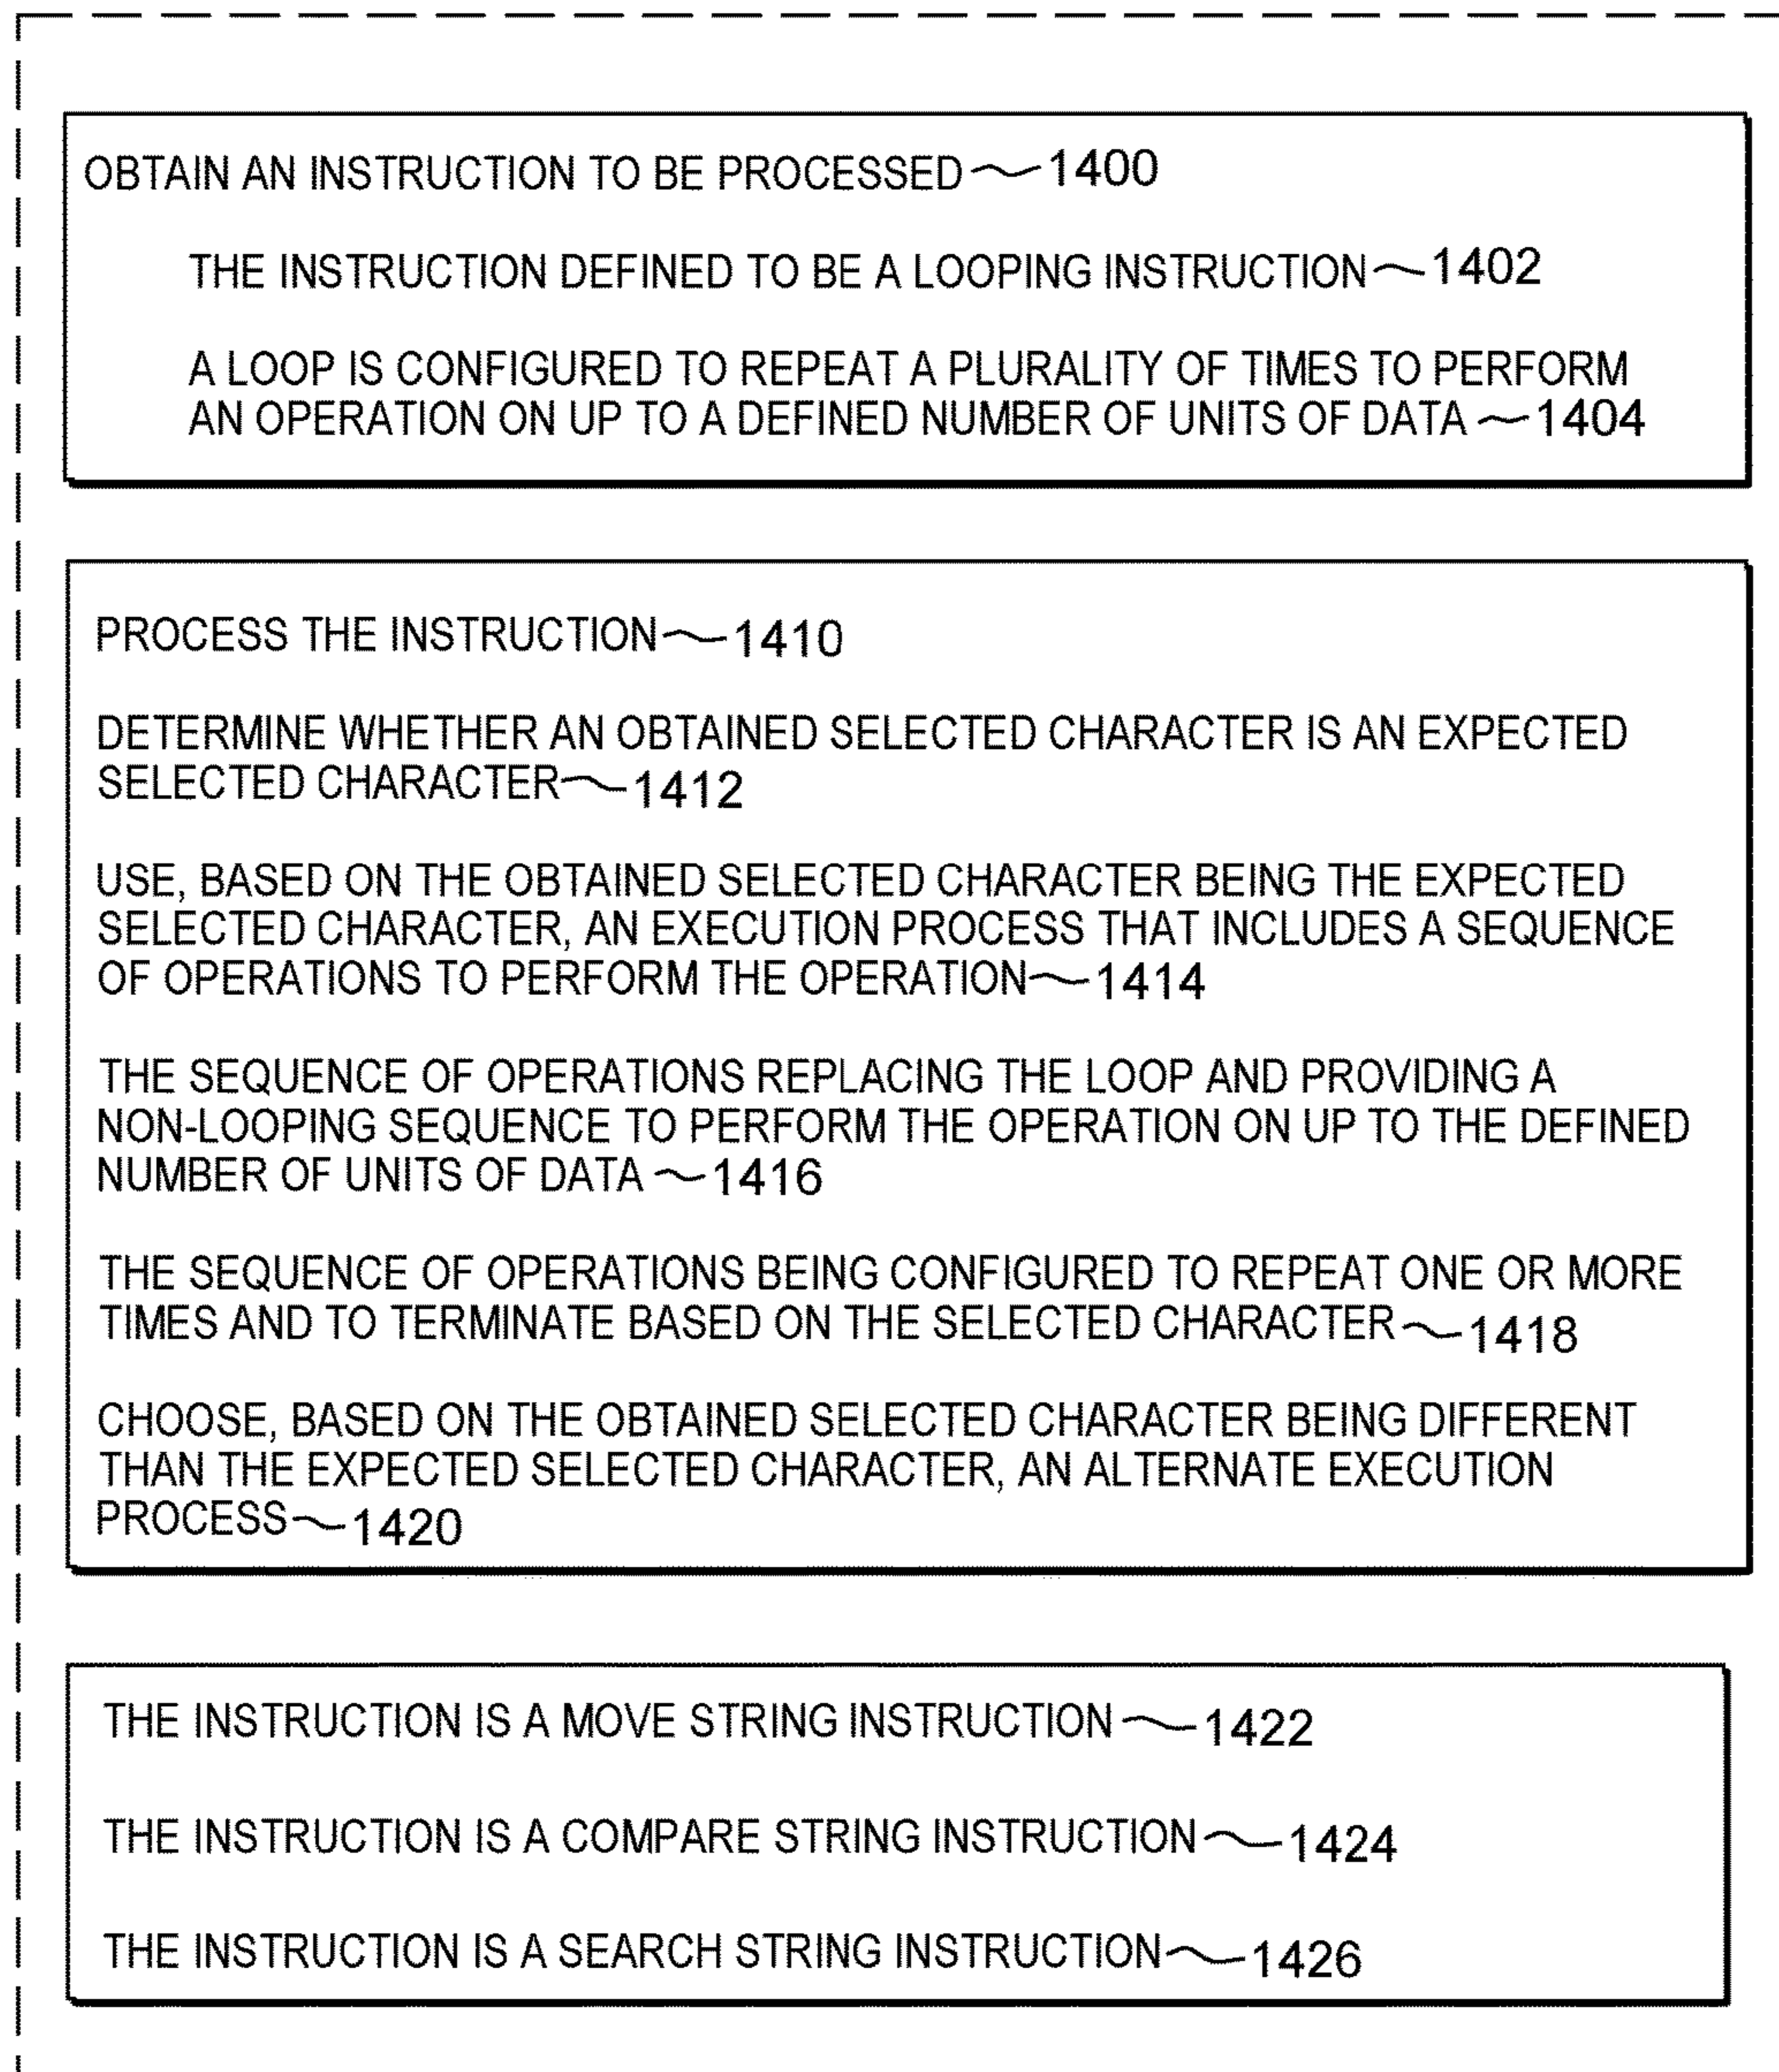 OBTAIN AN INSTRUCTION TO BE PROCESSED 1400
THE INSTRUCTION DEFINED TO BE A LOOPING INSTRUCTION 1402
A LOOP IS CONFIGURED TO REPEAT A PLURALITY OF TIMES TO PERFORM
AN OPERATION ON UP TO A DEFINED NUMBER OF UNITS OF DATA 1404
PROCESS THE INSTRUCTION 1410
DETERMINE WHETHER AN OBTAINED SELECTED CHARACTER IS AN EXPECTED
SELECTED CHARACTER 1412
USE, BASED ON THE OBTAINED SELECTED CHARACTER BEING THE EXPECTED
SELECTED CHARACTER, AN EXECUTION PROCESS THAT INCLUDES A SEQUENCE
OF OPERATIONS TO PERFORM THE OPERATION 1414
THE SEQUENCE OF OPERATIONS REPLACING THE LOOP AND PROVIDING A
NON-LOOPING SEQUENCE TO PERFORM THE OPERATION ON UP TO THE DEFINED
NUMBER OF UNITS OF DATA 1416
THE SEQUENCE OF OPERATIONS BEING CONFIGURED TO REPEAT ONE OR MORE
TIMES AND TO TERMINATE BASED ON THE SELECTED CHARACTER 1418
CHOOSE, BASED ON THE OBTAINED SELECTED CHARACTER BEING DIFFERENT
THAN THE EXPECTED SELECTED CHARACTER, AN ALTERNATE EXECUTION
PROCESS 1420
THE INSTRUCTION IS A MOVE STRING INSTRUCTION 1422
THE INSTRUCTION IS A COMPARE STRING INSTRUCTION 1424
THE INSTRUCTION IS A SEARCH STRING INSTRUCTION 1426